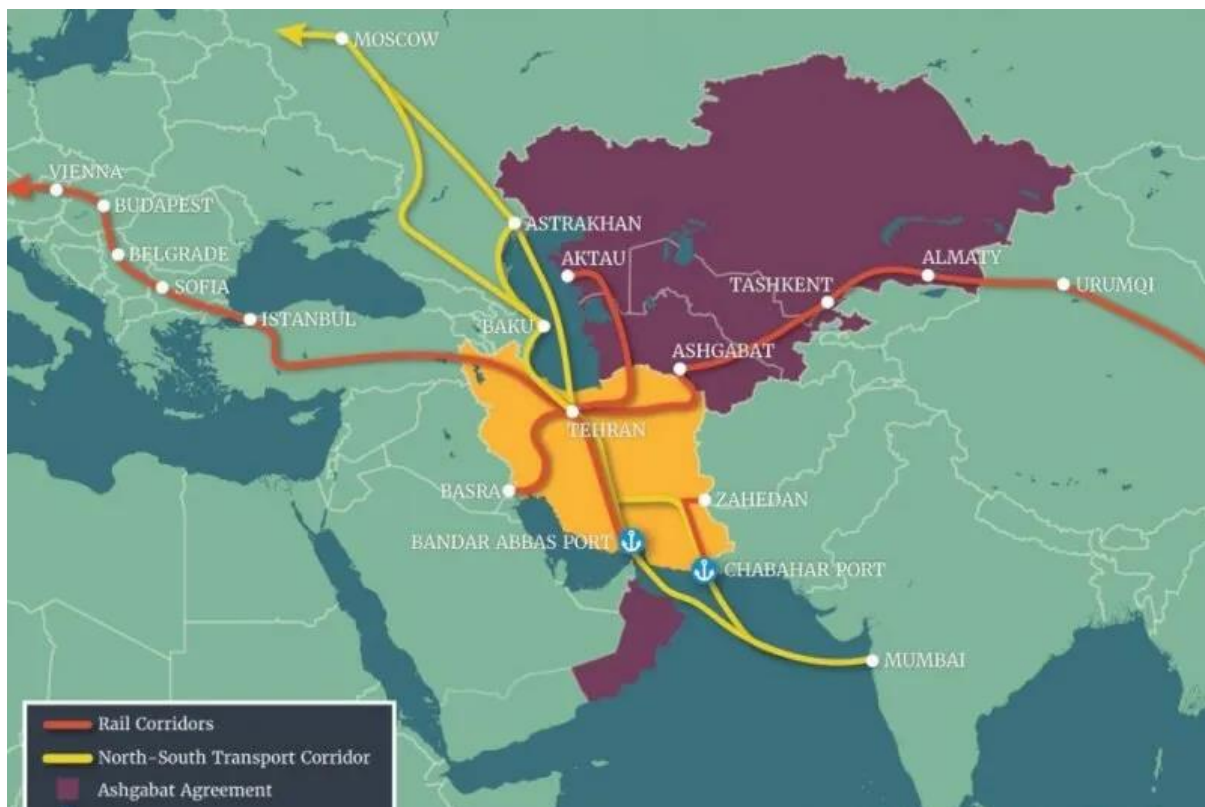 MOSCOW
VIENNA
BUDAPEST
BELGRADE
SOFIA
ISTANBUL
ASTRAKHAN
AKTAU
BAKU
ALMATY
TASHKENT
URUMQI
ASHGABAT
TEHRAN
BASRA
ZAHEDAN
BANDAR ABBAS PORT
CHABAHAR PORT
MUMBAI
Rail Corridors
North-South Transport Corridor
Ashgabat Agreement